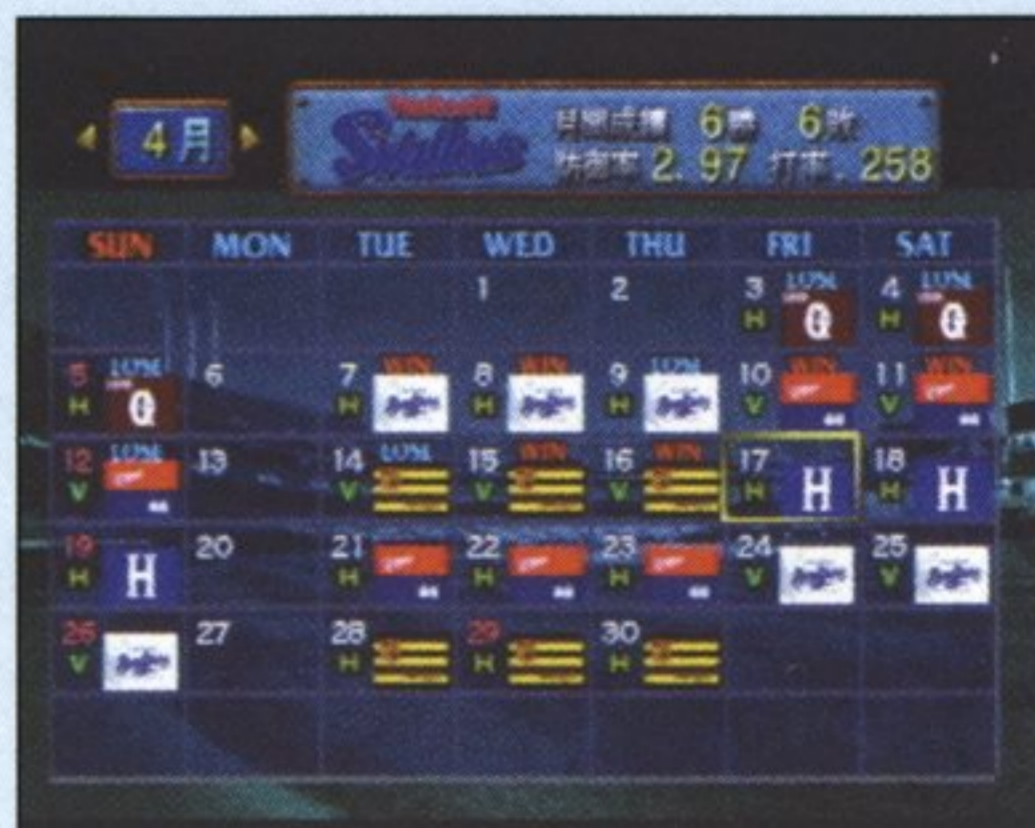 4月
Yakult
Swallows
月間成績 6勝 6敗
防御率 2.97 打率.258
SUN MON TUE WED THU FRI SAT
1 2 3 LOSE H G 4 LOSE H G
5 LOSE H G 6 7 WIN H 8 WIN H 9 LOSE H 10 WIN V 11 WIN V
12 LOSE V 13 14 LOSE V 15 WIN V 16 WIN V 17 H H 18 H H
19 H H 20 21 H 22 H 23 H 24 V 25 V
26 V 27 28 H 29 H 30 H